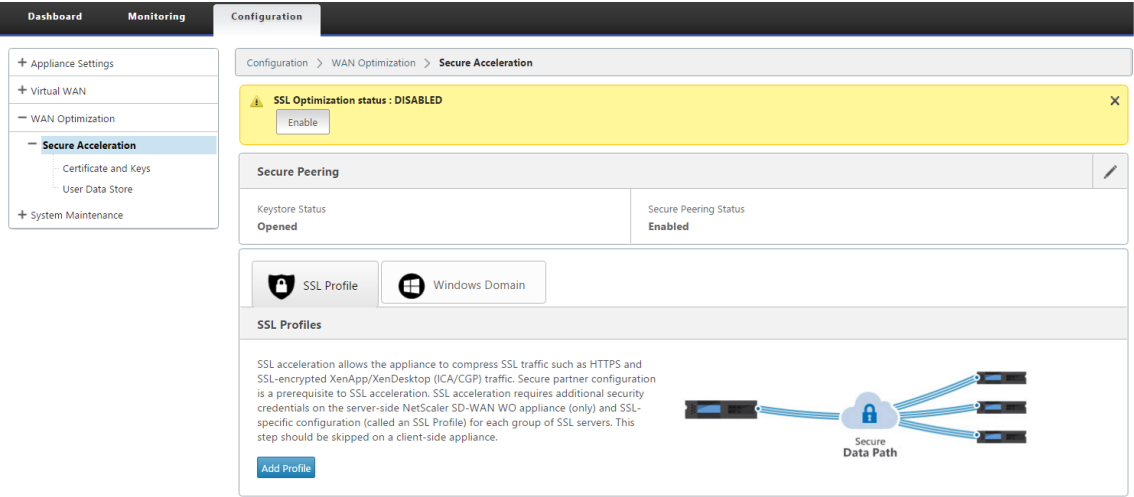 Dashboard Monitoring Configuration
+ Appliance Settings
+ Virtual WAN
− WAN Optimization
− Secure Acceleration
Certificate and Keys
User Data Store
+ System Maintenance
Configuration > WAN Optimization > Secure Acceleration
SSL Optimization status : DISABLED
Enable
Secure Peering
Keystore Status
Opened
Secure Peering Status
Enabled
SSL Profile
Windows Domain
SSL Profiles
SSL acceleration allows the appliance to compress SSL traffic such as HTTPS and
SSL-encrypted XenApp/XenDesktop (ICA/CGP) traffic. Secure partner configuration
is a prerequisite to SSL acceleration. SSL acceleration requires additional security
credentials on the server-side NetScaler SD-WAN WO appliance (only) and SSL-
specific configuration (called an SSL Profile) for each group of SSL servers. This
step should be skipped on a client-side appliance.
Add Profile
Secure
Data Path